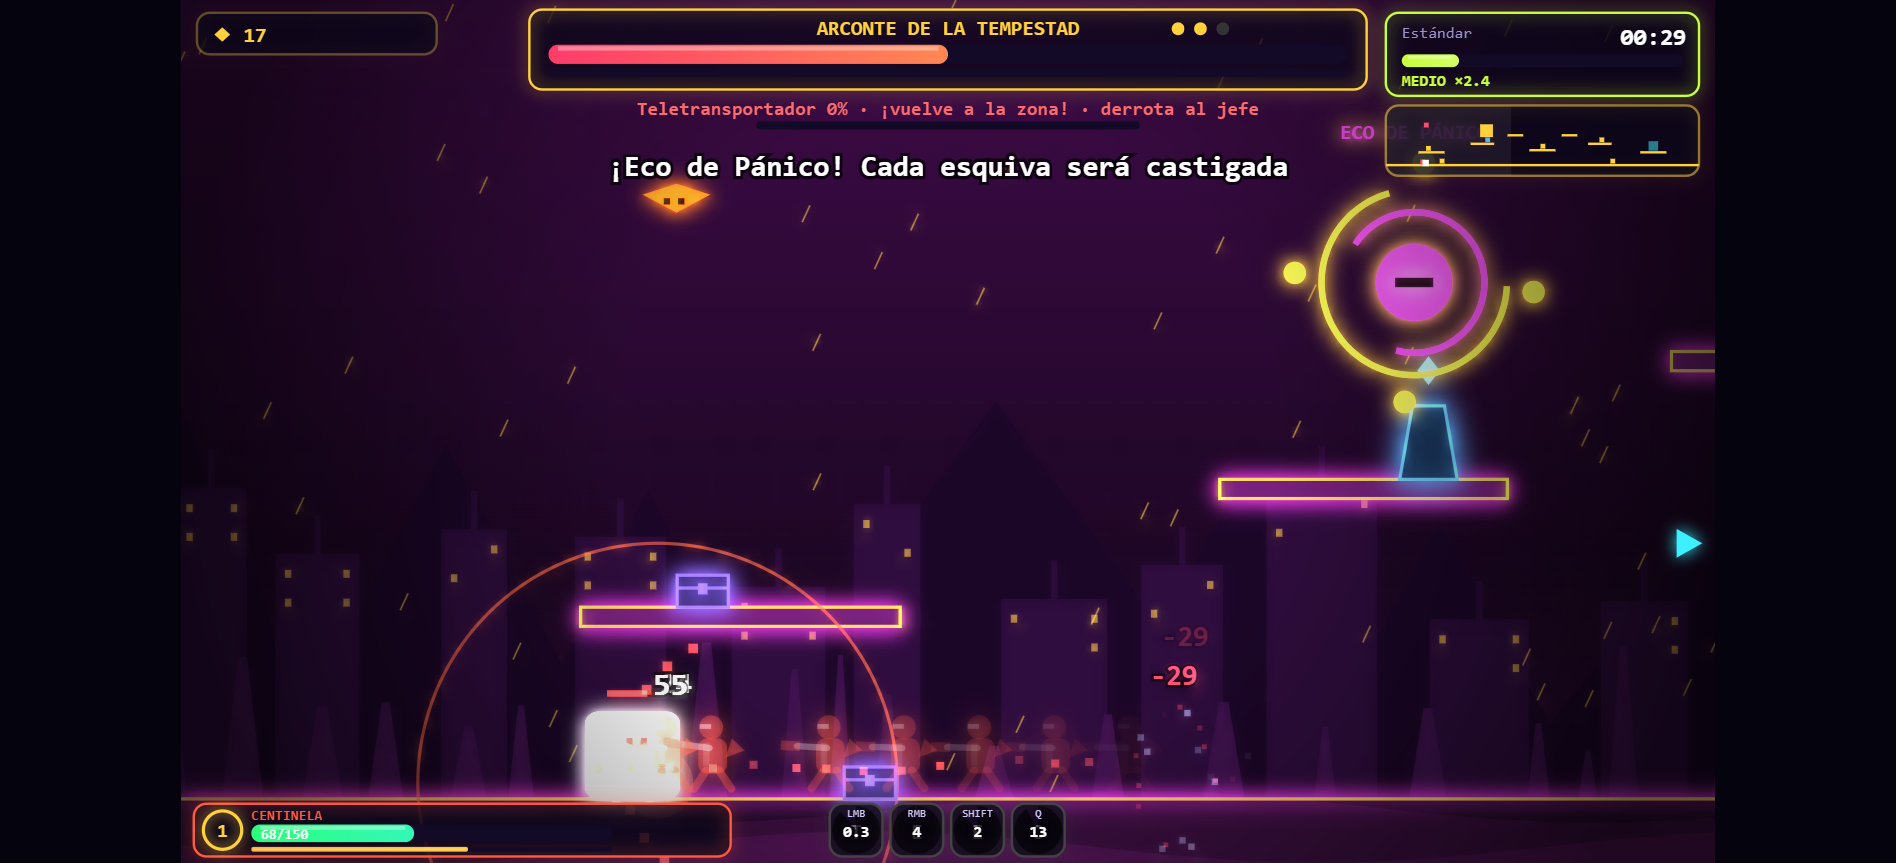 ◆ 17
ARCONTE DE LA TEMPESTAD
Estándar
00:29
MEDIO ×2.4
Teletransportador 0% · ¡vuelve a la zona! · derrota al jefe
ECO DE PÁNICO
¡Eco de Pánico! Cada esquiva será castigada
-29
-29
55
1
CENTINELA
68/150
LMB
0.3
RMB
4
SHIFT
2
Q
13